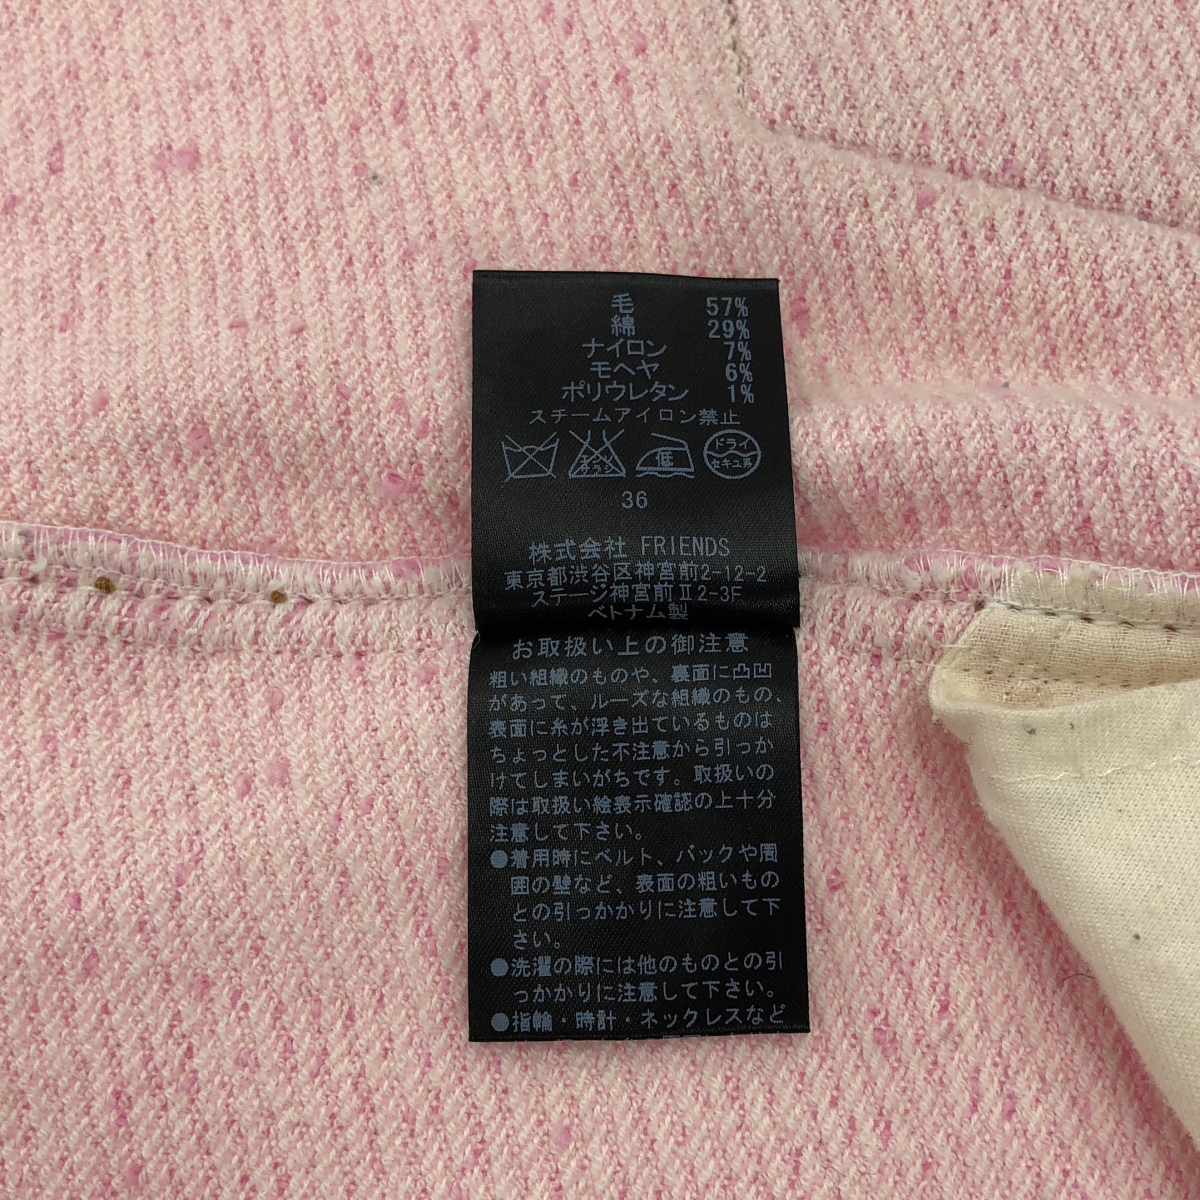 毛 57%
綿 29%
ナイロン 7%
モヘヤ 6%
ポリウレタン 1%
スチームアイロン禁止
エンソ 低 ドライ
サラシ セキユ系
36
株式会社 FRIENDS
東京都渋谷区神宮前2-12-2
ステージ神宮前Ⅱ2-3F
ベトナム製
お取扱い上の御注意
粗い組織のものや、裏面に凸凹
があって、ルーズな組織のもの、
表面に糸が浮き出ているものは
ちょっとした不注意から引っか
けてしまいがちです。取扱いの
際は取扱い絵表示確認の上十分
注意して下さい。
●着用時にベルト、バックや周
囲の壁など、表面の粗いもの
との引っかかりに注意して下
さい。
●洗濯の際には他のものとの引
っかかりに注意して下さい。
●指輪・時計・ネックレスなど